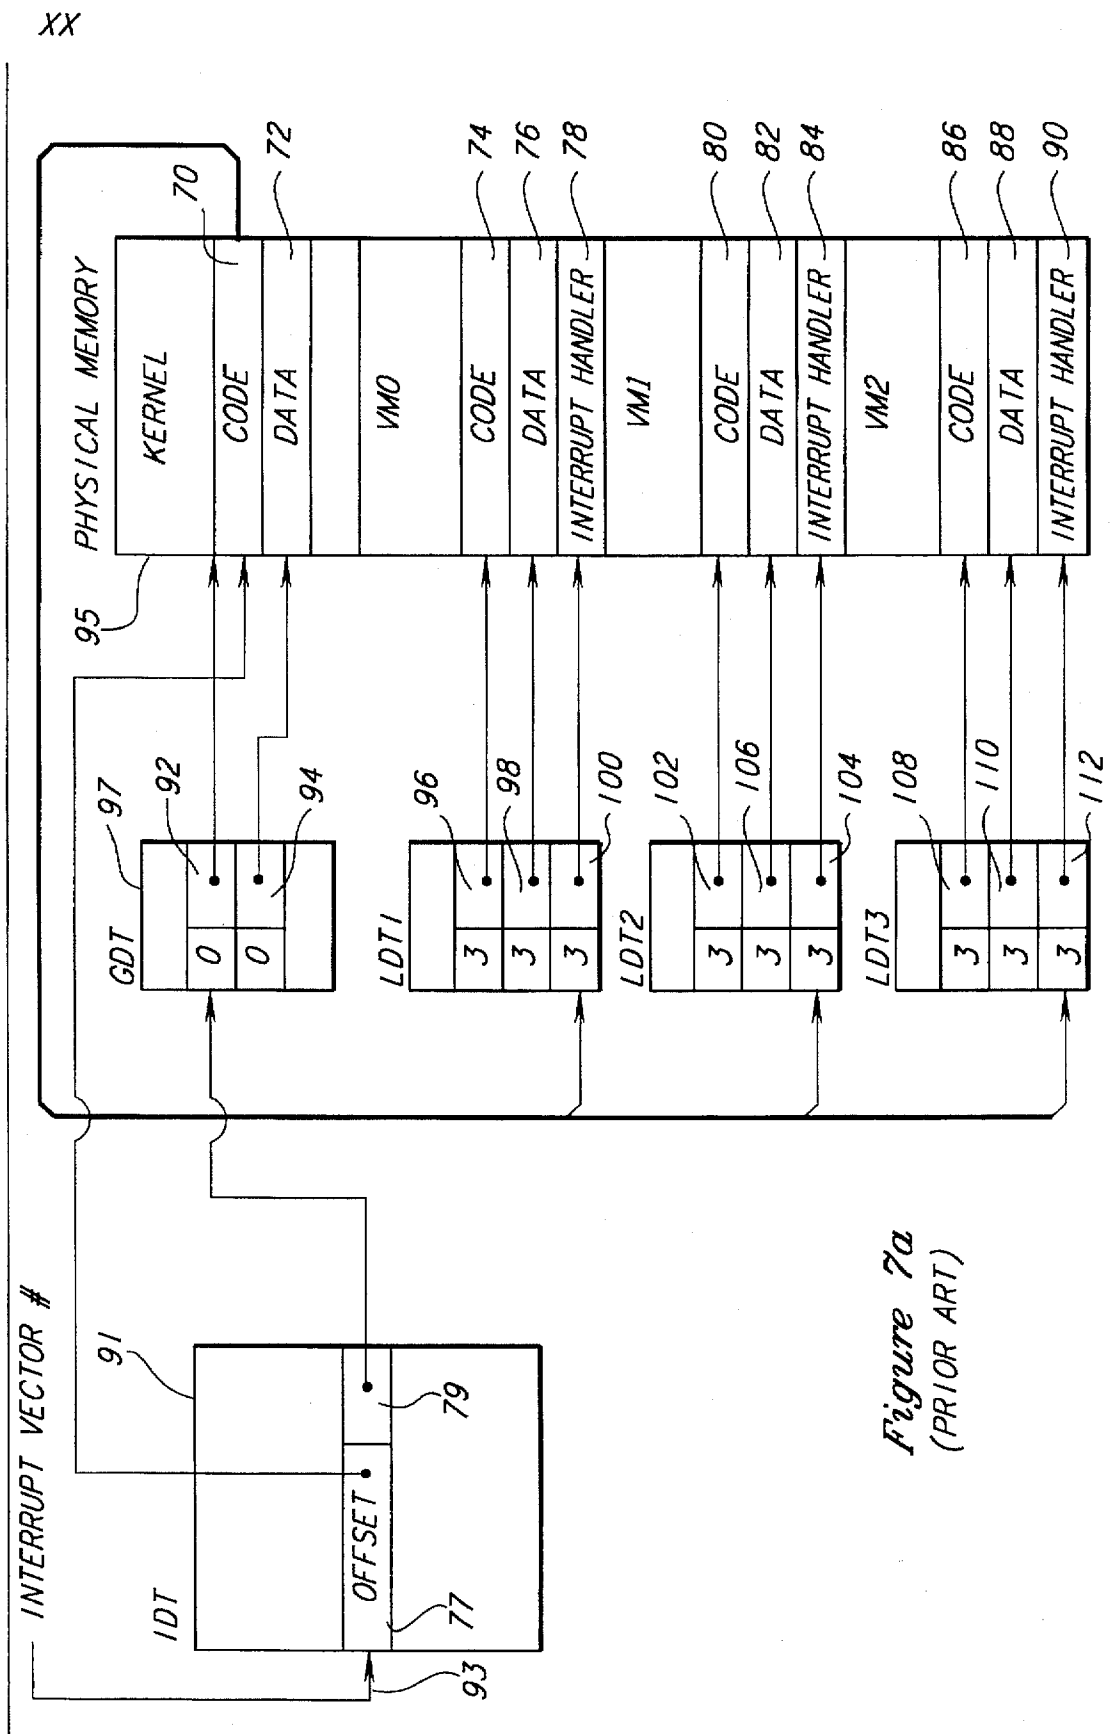 XX
INTERRUPT VECTOR #
IDT
91
OFFSET
77
79
93
GDT
97
0
92
0
94
LDT1
3
96
3
98
3
100
LDT2
3
102
3
106
3
104
LDT3
3
108
3
110
3
112
PHYSICAL MEMORY
95
KERNEL
CODE
70
DATA
72
VM0
CODE
74
DATA
76
INTERRUPT HANDLER
78
VM1
CODE
80
DATA
82
INTERRUPT HANDLER
84
VM2
CODE
86
DATA
88
INTERRUPT HANDLER
90
Figure 7a
(PRIOR ART)